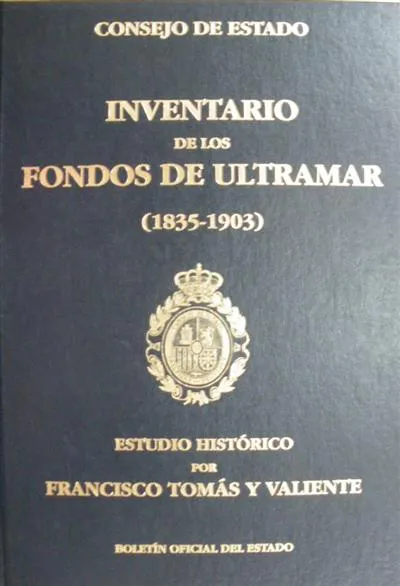 CONSEJO DE ESTADO
INVENTARIO
DE LOS
FONDOS DE ULTRAMAR
(1835-1903)
ESTUDIO HISTÓRICO
POR
FRANCISCO TOMÁS Y VALIENTE
BOLETÍN OFICIAL DEL ESTADO